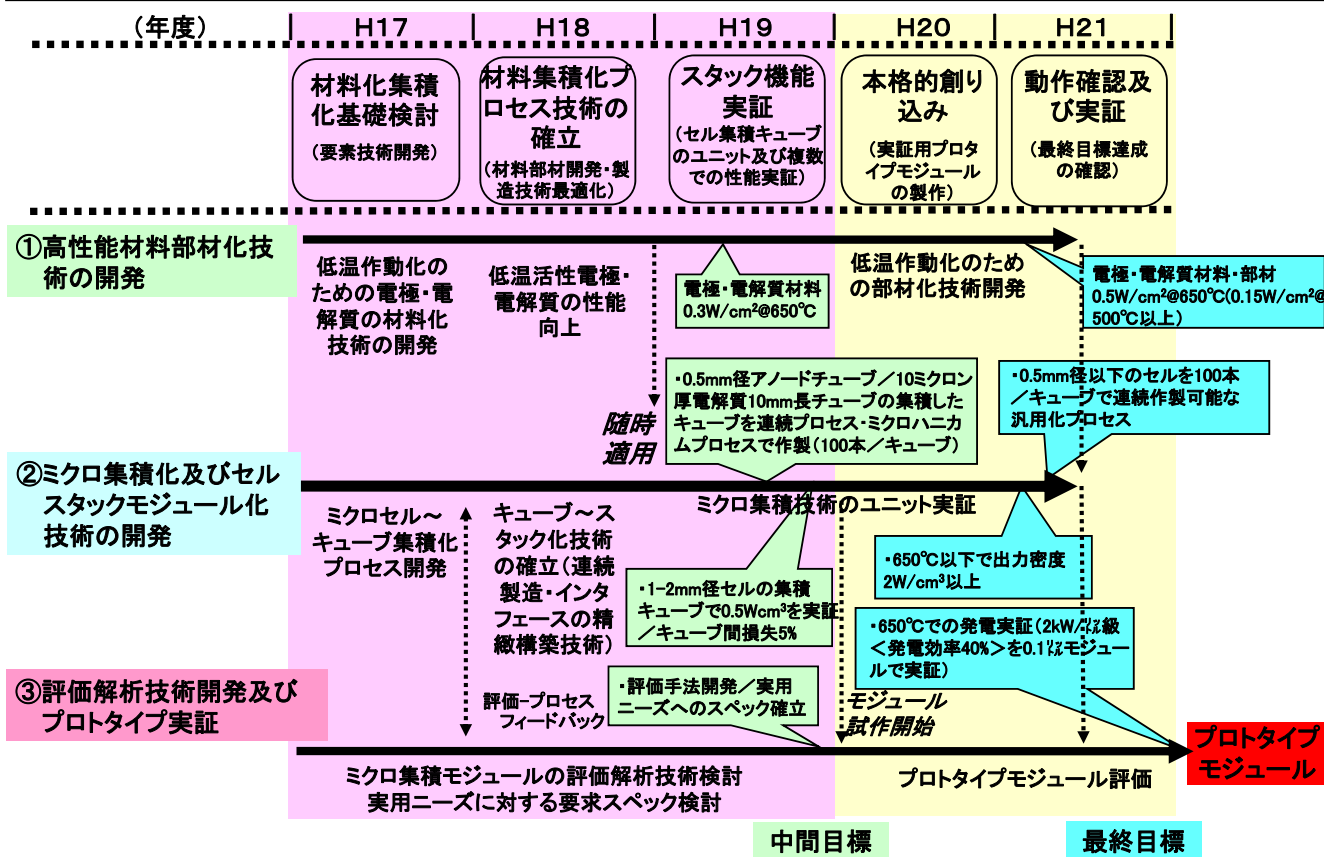 (年度)
H17
H18
H19
H20
H21
材料化集積
化基礎検討
(要素技術開発)
材料集積化プ
ロセス技術の
確立
(材料部材開発・製
造技術最適化)
スタック機能
実証
(セル集積キューブ
のユニット及び複数
での性能実証)
本格的創り
込み
(実証用プロタ
イプモジュール
の製作)
動作確認及
び実証
(最終目標達成
の確認)
①高性能材料部材化技
術の開発
低温作動化の
ための電極・電
解質の材料化
技術の開発
低温活性電極・
電解質の性能
向上
電極・電解質材料
0.3W/cm²@650℃
低温作動化のため
の部材化技術開発
電極・電解質材料・部材
0.5W/cm²@650℃(0.15W/cm²@
500℃以上)
随時
適用
・0.5mm径アノードチューブ/10ミクロン
厚電解質10mm長チューブの集積した
キューブを連続プロセス・ミクロハニカ
ムプロセスで作製(100本/キューブ)
・0.5mm径以下のセルを100本
/キューブで連続作製可能な
汎用化プロセス
②ミクロ集積化及びセル
スタックモジュール化
技術の開発
ミクロ集積技術のユニット実証
ミクロセル~
キューブ集積化
プロセス開発
キューブ~ス
タック化技術
の確立(連続
製造・インタ
フェースの精
緻構築技術)
・1-2mm径セルの集積
キューブで0.5Wcm³を実証
/キューブ間損失5%
・650℃以下で出力密度
2W/cm³以上
・650℃での発電実証(2kW/㍑級
<発電効率40%>を0.1㍑モジュー
ルで実証)
③評価解析技術開発及び
プロトタイプ実証
評価-プロセス
フィードバック
・評価手法開発/実用
ニーズへのスペック確立
モジュール
試作開始
プロトタイプ
モジュール
ミクロ集積モジュールの評価解析技術検討
実用ニーズに対する要求スペック検討
プロトタイプモジュール評価
中間目標
最終目標